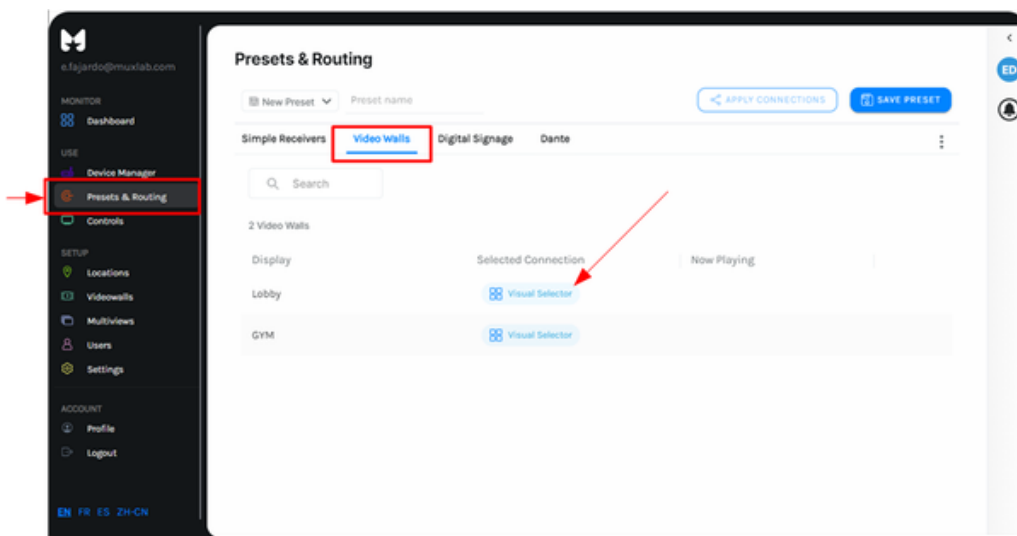 e.fajardo@muxlab.com
MONITOR
Dashboard
USE
Device Manager
Presets & Routing
Controls
SETUP
Locations
Videowalls
Multiviews
Users
Settings
ACCOUNT
Profile
Logout
EN FR ES ZH-CN
Presets & Routing
New Preset Preset name APPLY CONNECTIONS SAVE PRESET
Simple Receivers Video Walls Digital Signage Dante
Search
2 Video Walls
Display Selected Connection Now Playing
Lobby Visual Selector
GYM Visual Selector
ED